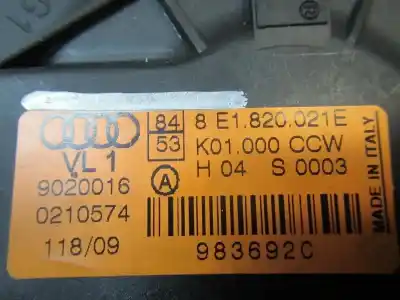 G1
®
84 8 E1.820.021E
53 K01.000 CCW
VL 1
A
H 04 S 0003
9020016
0210574
118/09
983692C
MADE IN ITALY